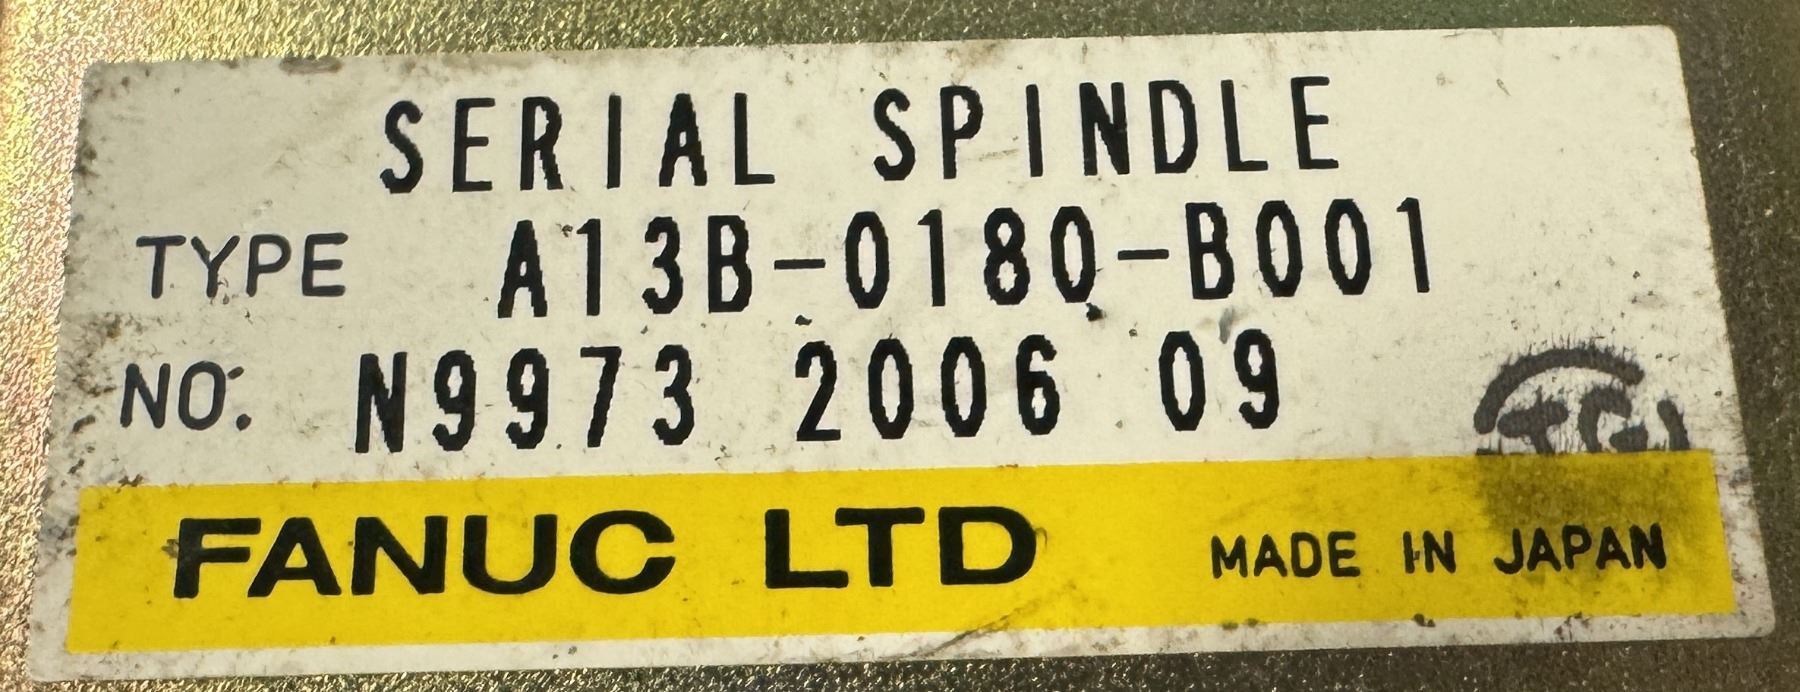 SERIAL SPINDLE
TYPE A13B-0180-B001
NO. N9973 2006 09
FANUC LTD MADE IN JAPAN